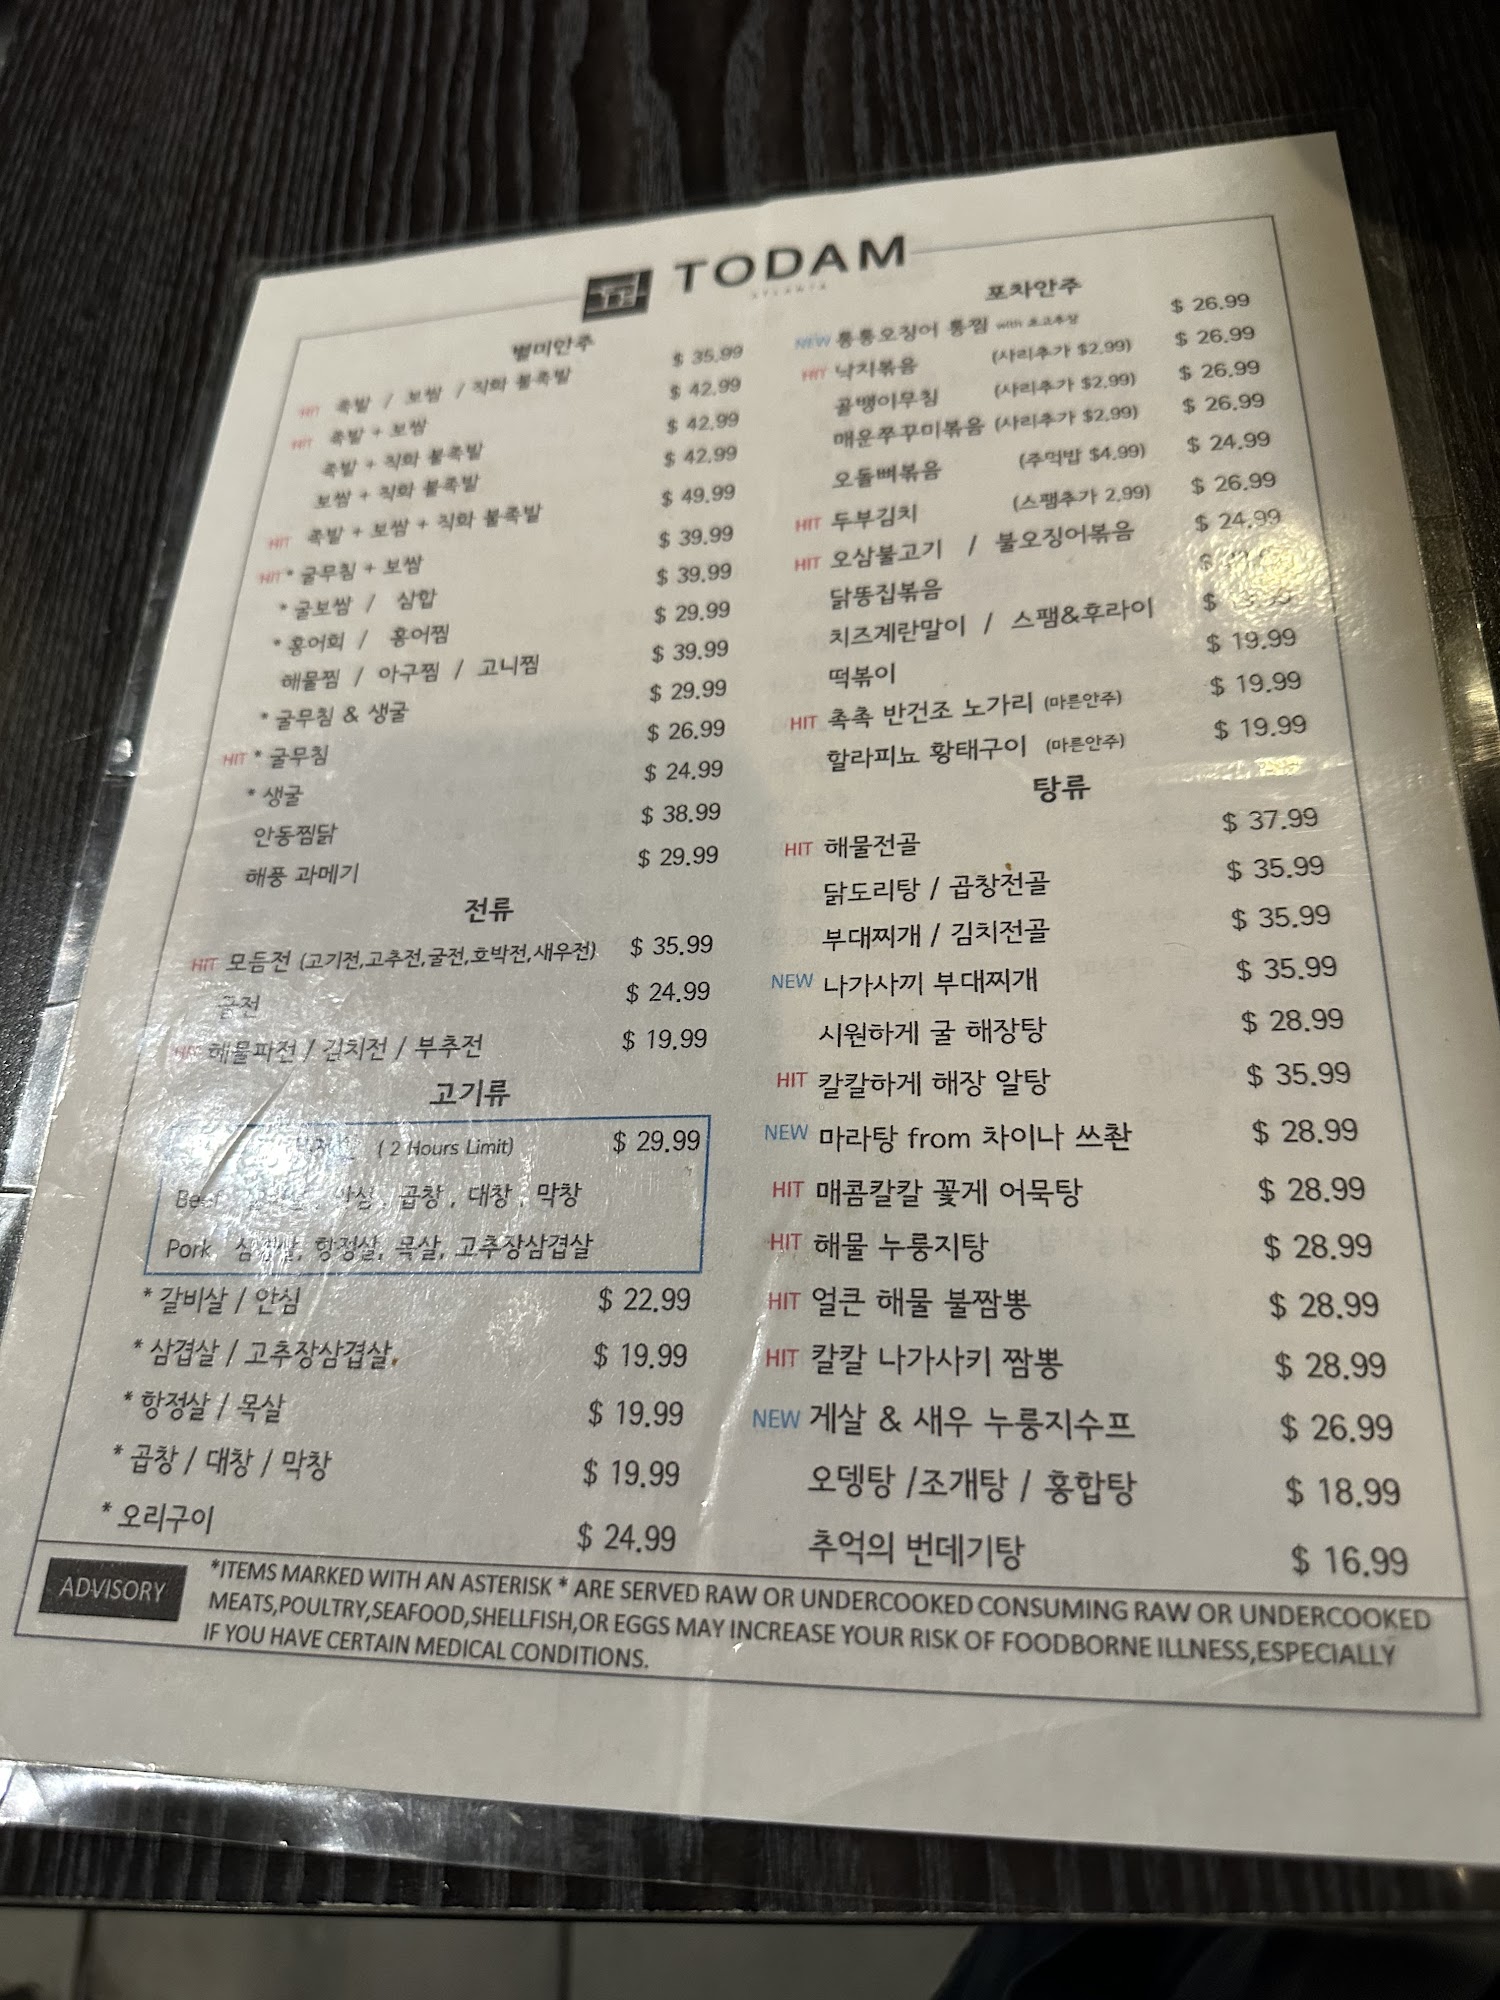 TODAM
ATLANTA
별미안주
HIT 족발 / 보쌈 / 직화 불족발 $ 35.99
HIT 족발 + 보쌈 $ 42.99
족발 + 직화 불족발 $ 42.99
보쌈 + 직화 불족발 $ 42.99
HIT 족발 + 보쌈 + 직화 불족발 $ 49.99
HIT * 굴무침 + 보쌈 $ 39.99
* 굴보쌈 / 삼합 $ 39.99
* 홍어회 / 홍어찜 $ 29.99
해물찜 / 아구찜 / 고니찜 $ 39.99
* 굴무침 & 생굴 $ 29.99
HIT * 굴무침 $ 26.99
* 생굴 $ 24.99
안동찜닭 $ 38.99
해풍 과메기 $ 29.99
전류
HIT 모듬전 (고기전,고추전,굴전,호박전,새우전) $ 35.99
굴전 $ 24.99
HIT 해물파전 / 김치전 / 부추전 $ 19.99
고기류
( 2 Hours Limit) $ 29.99
Beef 곱창 , 대창 , 막창
Pork 삼겹살, 항정살, 목살, 고추장삼겹살
* 갈비살 / 안심 $ 22.99
* 삼겹살 / 고추장삼겹살 $ 19.99
* 항정살 / 목살 $ 19.99
* 곱창 / 대창 / 막창 $ 19.99
* 오리구이 $ 24.99
포차안주
NEW 통통오징어 통찜 with 초고추장 $ 26.99
HIT 낙지볶음 (사리추가 $2.99) $ 26.99
골뱅이무침 (사리추가 $2.99) $ 26.99
매운쭈꾸미볶음 (사리추가 $2.99) $ 26.99
오돌뼈볶음 (주먹밥 $4.99) $ 24.99
HIT 두부김치 (스팸추가 2.99) $ 26.99
HIT 오삼불고기 / 불오징어볶음 $ 24.99
닭똥집볶음 $
치즈계란말이 / 스팸&후라이 $
떡볶이 $ 19.99
HIT 촉촉 반건조 노가리 (마른안주) $ 19.99
할라피뇨 황태구이 (마른안주) $ 19.99
탕류
HIT 해물전골 $ 37.99
닭도리탕 / 곱창전골 $ 35.99
부대찌개 / 김치전골 $ 35.99
NEW 나가사끼 부대찌개 $ 35.99
시원하게 굴 해장탕 $ 28.99
HIT 칼칼하게 해장 알탕 $ 35.99
NEW 마라탕 from 차이나 쓰촨 $ 28.99
HIT 매콤칼칼 꽃게 어묵탕 $ 28.99
HIT 해물 누룽지탕 $ 28.99
HIT 얼큰 해물 불짬뽕 $ 28.99
HIT 칼칼 나가사키 짬뽕 $ 28.99
NEW 게살 & 새우 누룽지수프 $ 26.99
오뎅탕 /조개탕 / 홍합탕 $ 18.99
추억의 번데기탕 $ 16.99
ADVISORY
*ITEMS MARKED WITH AN ASTERISK * ARE SERVED RAW OR UNDERCOOKED CONSUMING RAW OR UNDERCOOKED
MEATS,POULTRY,SEAFOOD,SHELLFISH,OR EGGS MAY INCREASE YOUR RISK OF FOODBORNE ILLNESS,ESPECIALLY
IF YOU HAVE CERTAIN MEDICAL CONDITIONS.